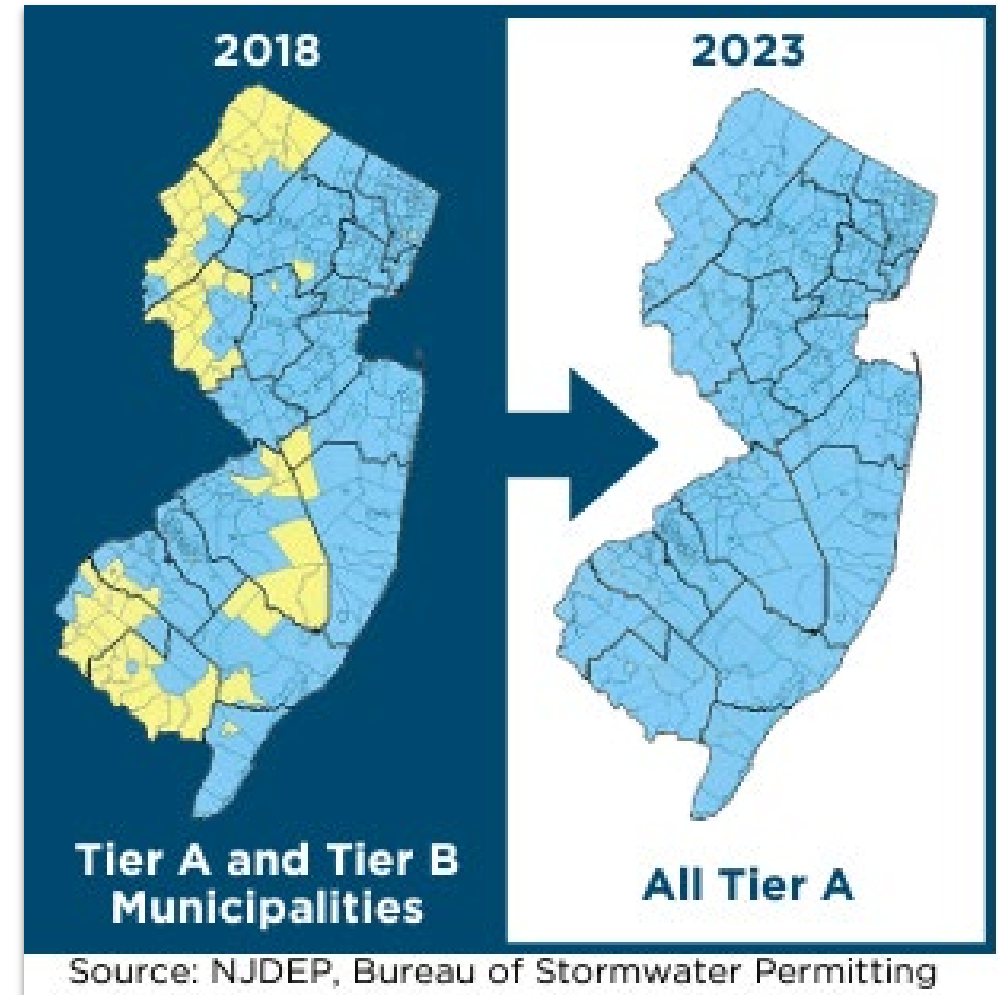 2018
2023
Tier A and Tier B
Municipalities
All Tier A
Source: NJDEP, Bureau of Stormwater Permitting